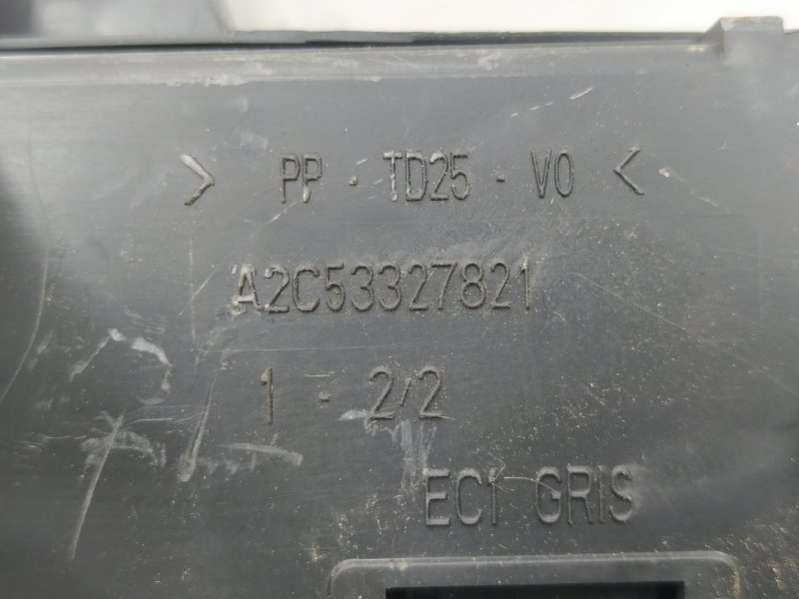 > PP - TD25 - V0 <
A2C53327821
1 - 2/2
EC1 GRIS